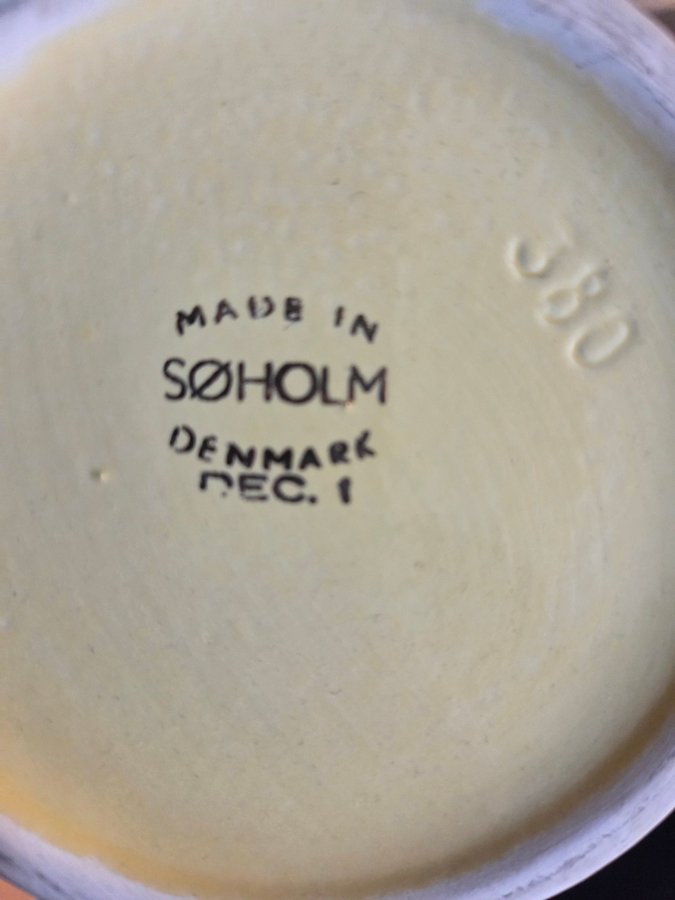 MADE IN
SØHOLM
DENMARK
DEC. 1
380